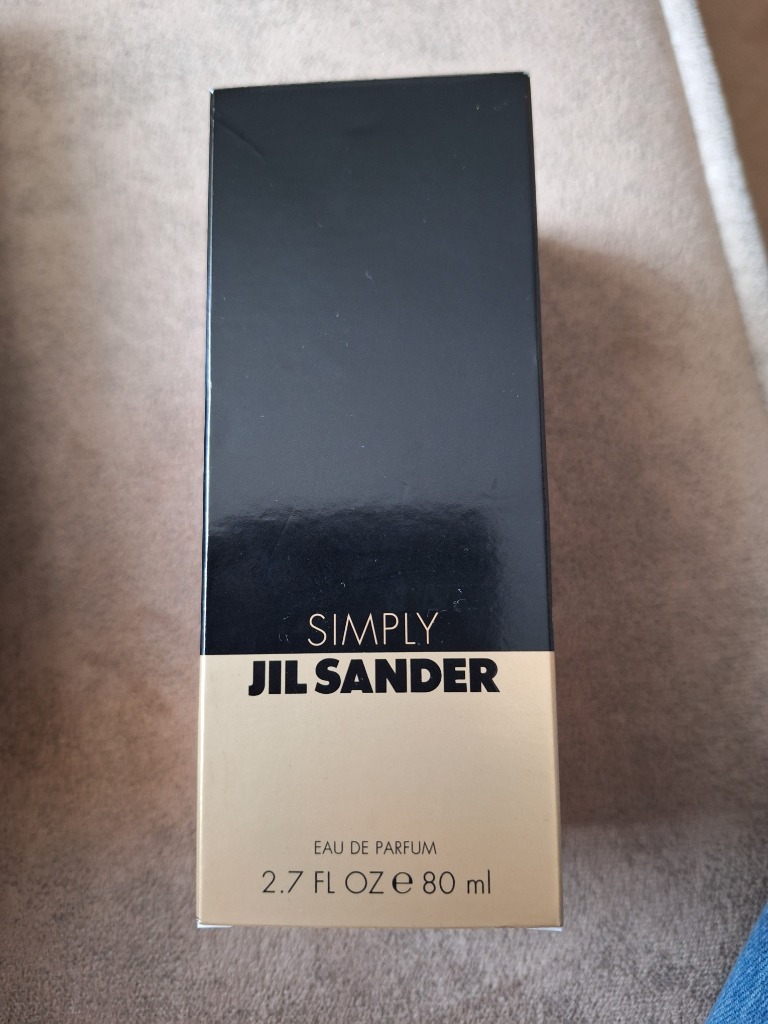 SIMPLY
JIL SANDER
EAU DE PARFUM
2.7 FL OZ ℮ 80 ml